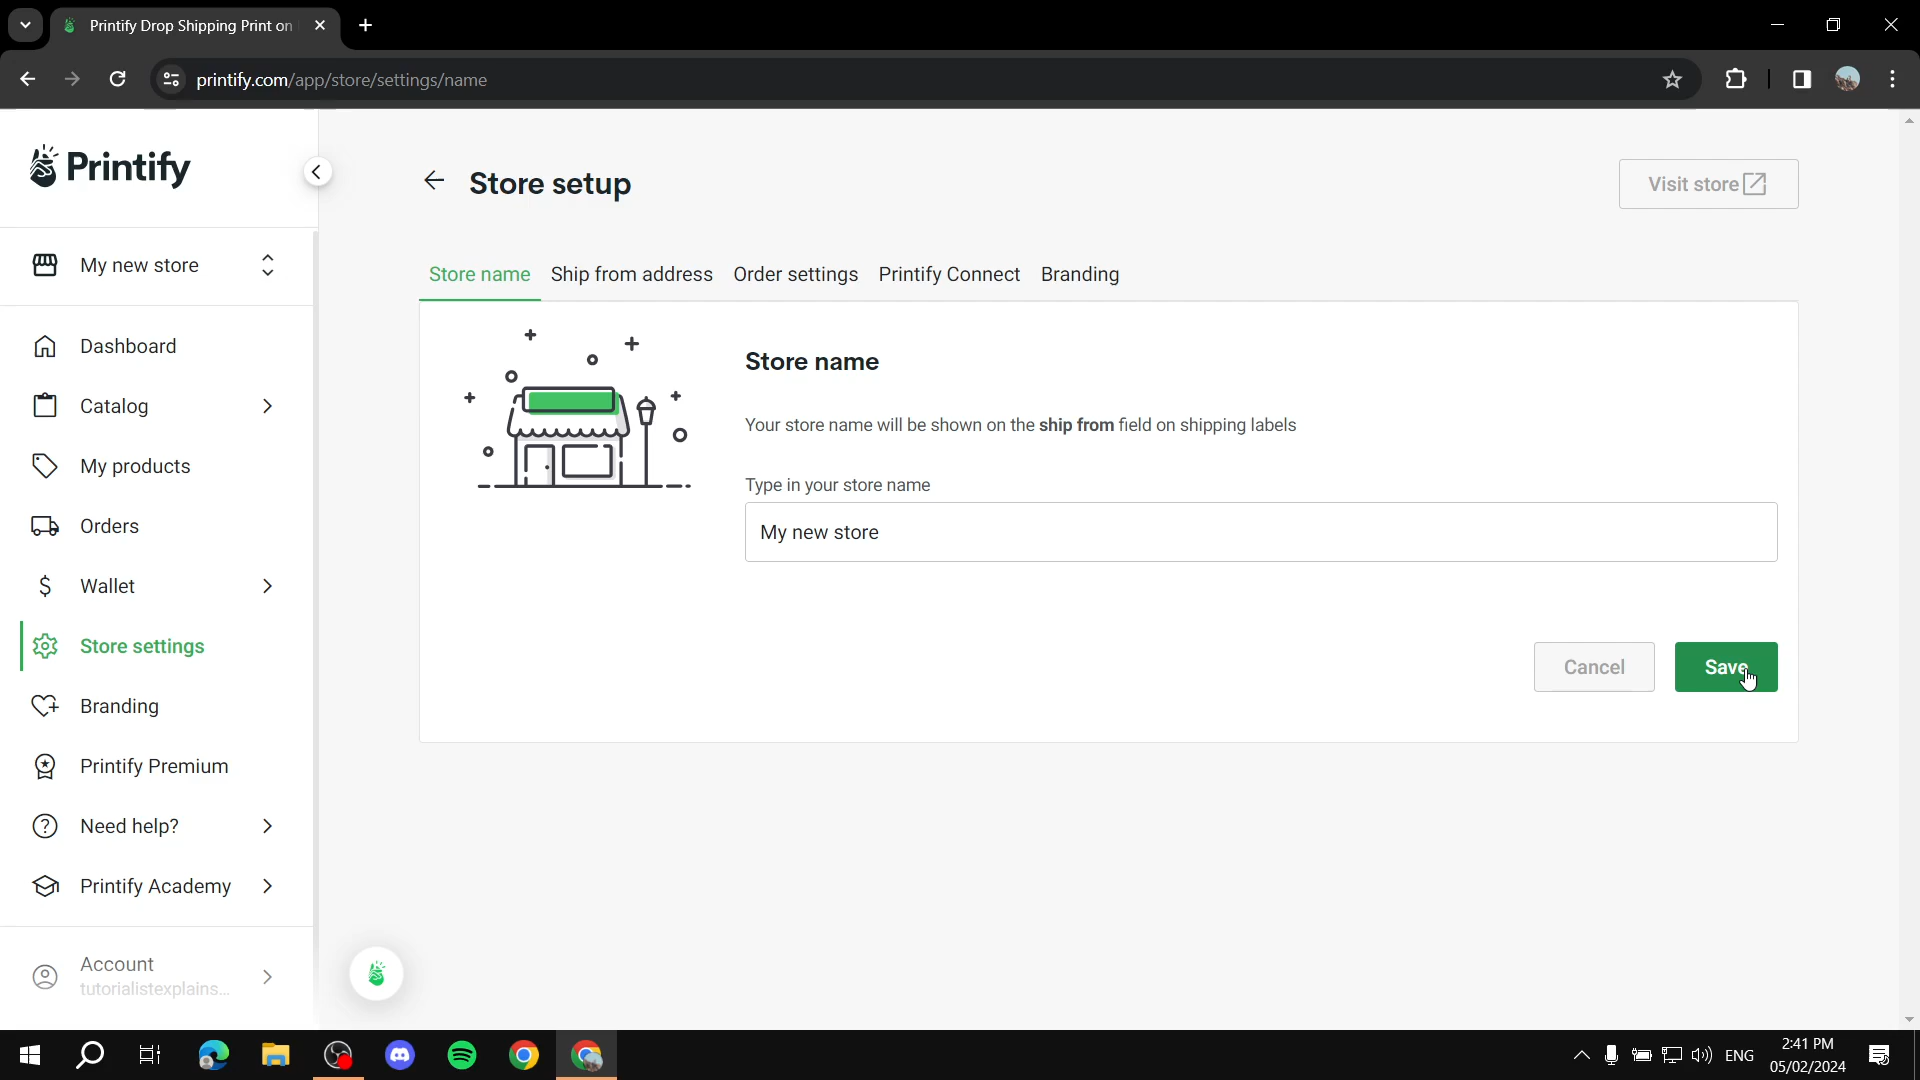 Printify Drop Shipping Print on
printify.com/app/store/settings/name
Printify
My new store
Dashboard
Catalog
My products
Orders
Wallet
Store settings
Branding
Printify Premium
Need help?
Printify Academy
Account
tutorialistexplains...
Store setup
Visit store
Store name Ship from address Order settings Printify Connect Branding
Store name
Your store name will be shown on the ship from field on shipping labels
Type in your store name
My new store
Cancel
Save
ENG
2:41 PM
05/02/2024